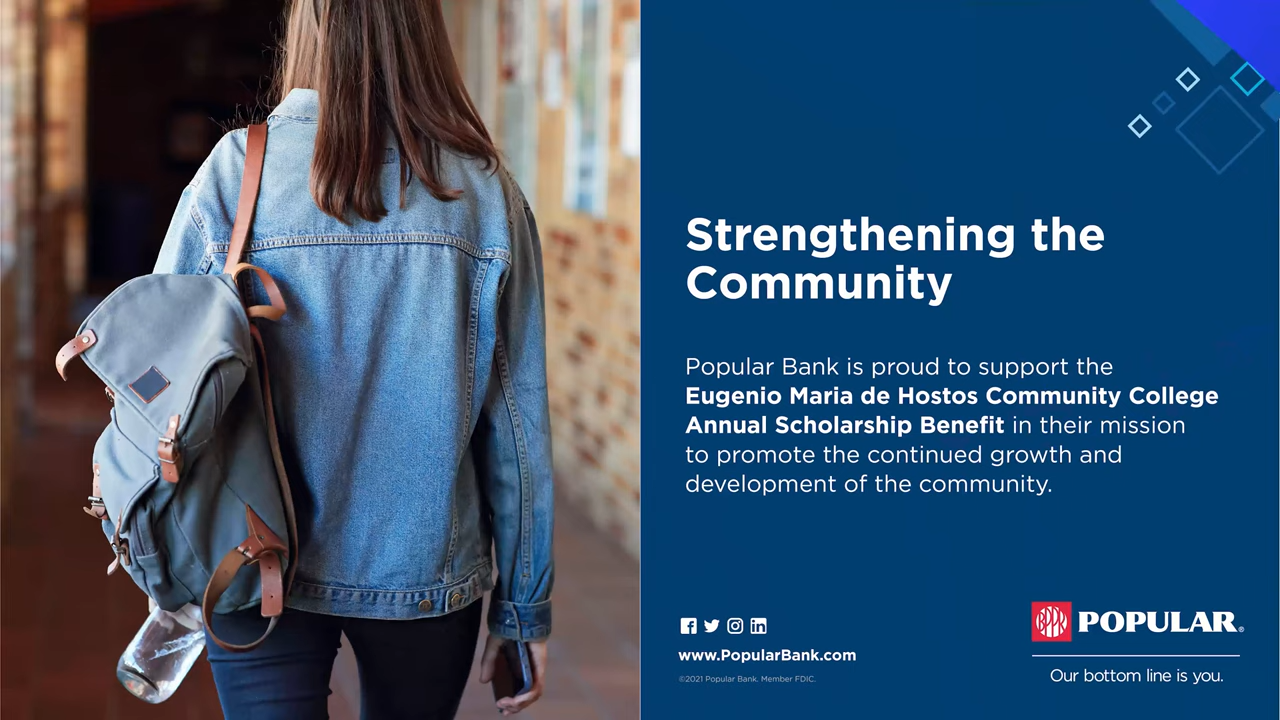 Strengthening the
Community
Popular Bank is proud to support the
Eugenio Maria de Hostos Community College
Annual Scholarship Benefit in their mission
to promote the continued growth and
development of the community.
www.PopularBank.com
©2021 Popular Bank. Member FDIC.
POPULAR®
Our bottom line is you.